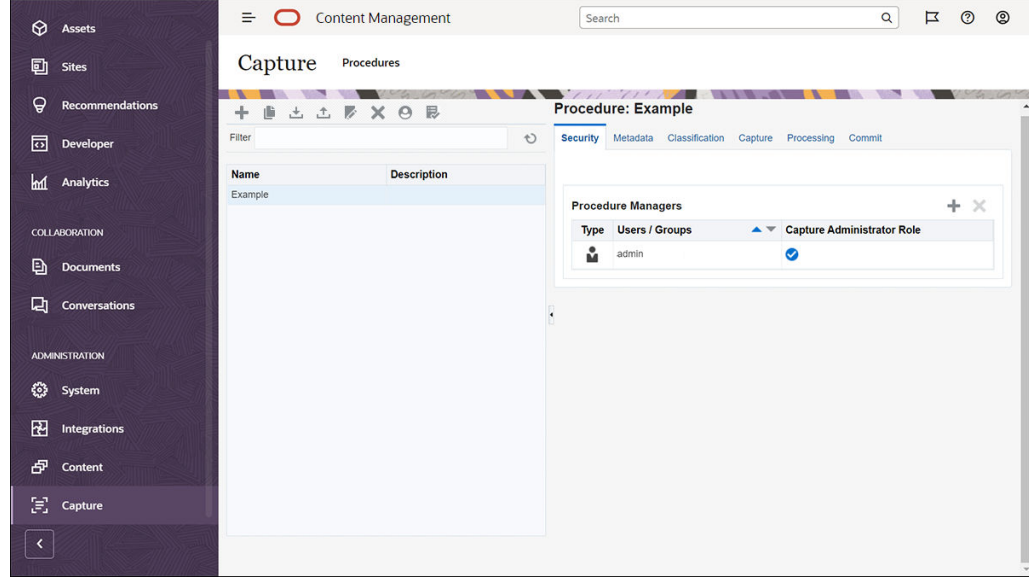 Assets
Sites
Recommendations
Developer
Analytics
COLLABORATION
Documents
Conversations
ADMINISTRATION
System
Integrations
Content
Capture
Content Management
Search
Capture Procedures
Filter
Name Description
Example
Procedure: Example
Security Metadata Classification Capture Processing Commit
Procedure Managers
Type Users / Groups Capture Administrator Role
admin